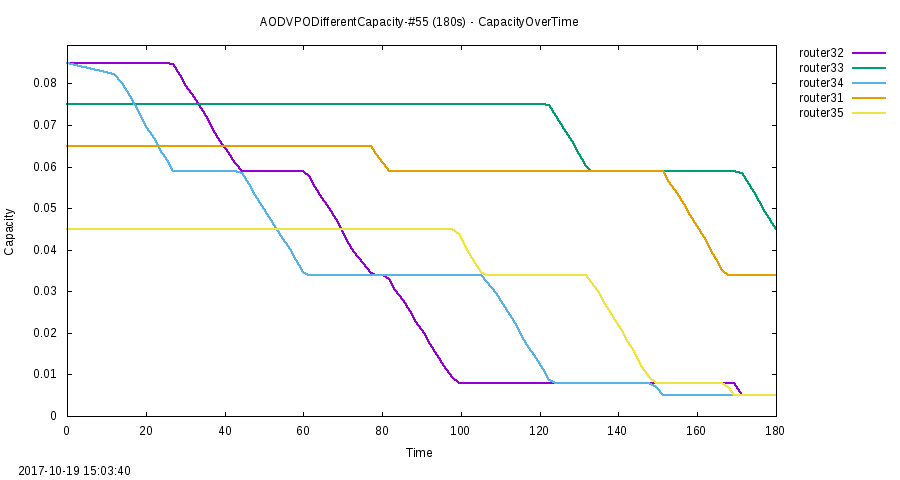 AODVPODifferentCapacity-#55 (180s) - CapacityOverTime
router32
router33
router34
router31
router35
0.08
0.07
0.06
0.05
0.04
0.03
0.02
0.01
0
Capacity
0 20 40 60 80 100 120 140 160 180
Time
2017-10-19 15:03:40